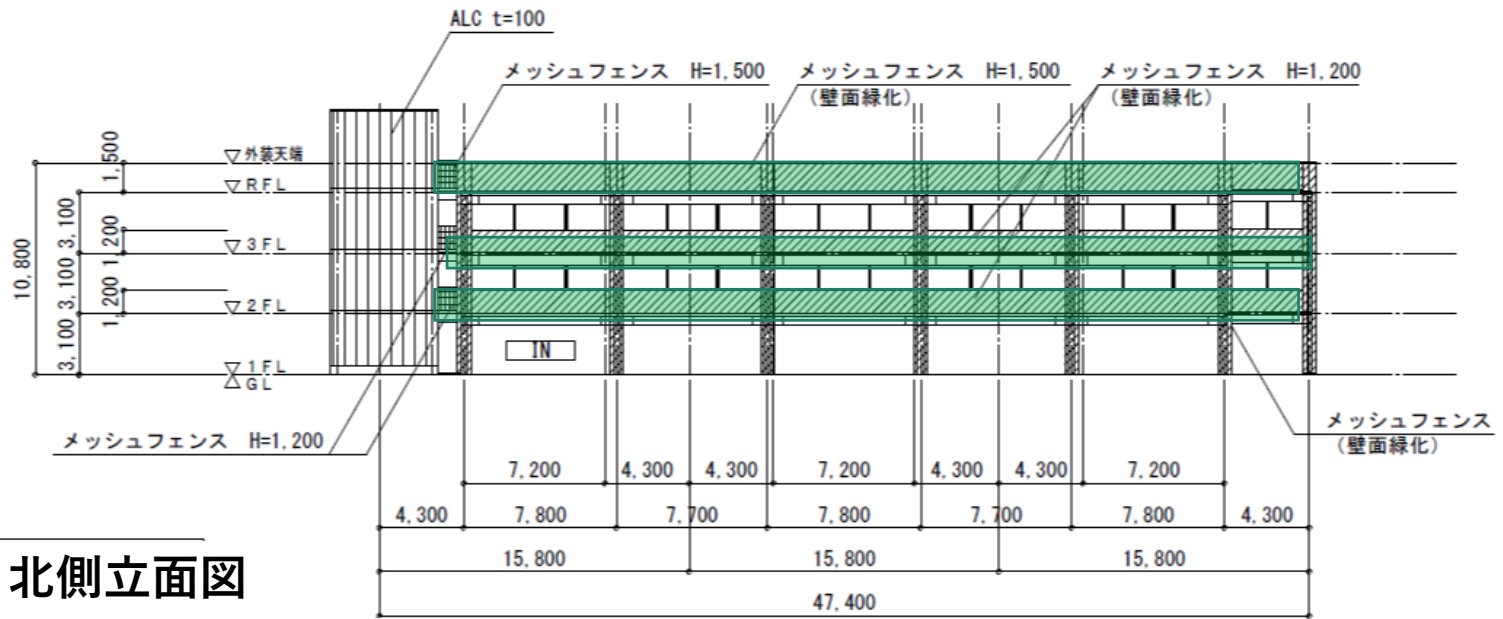 ALC t=100
メッシュフェンス H=1,500
メッシュフェンス H=1,500
(壁面緑化)
メッシュフェンス H=1,200
(壁面緑化)
▽外装天端
▽RFL
▽3FL
▽2FL
▽1FL
△GL
10,800
3,100
3,100
3,100
1,500
1,200
1,200
IN
メッシュフェンス H=1,200
メッシュフェンス
(壁面緑化)
7,200 4,300 4,300 7,200 4,300 4,300 7,200
4,300 7,800 7,700 7,800 7,700 7,800 4,300
15,800 15,800 15,800
47,400
北側立面図